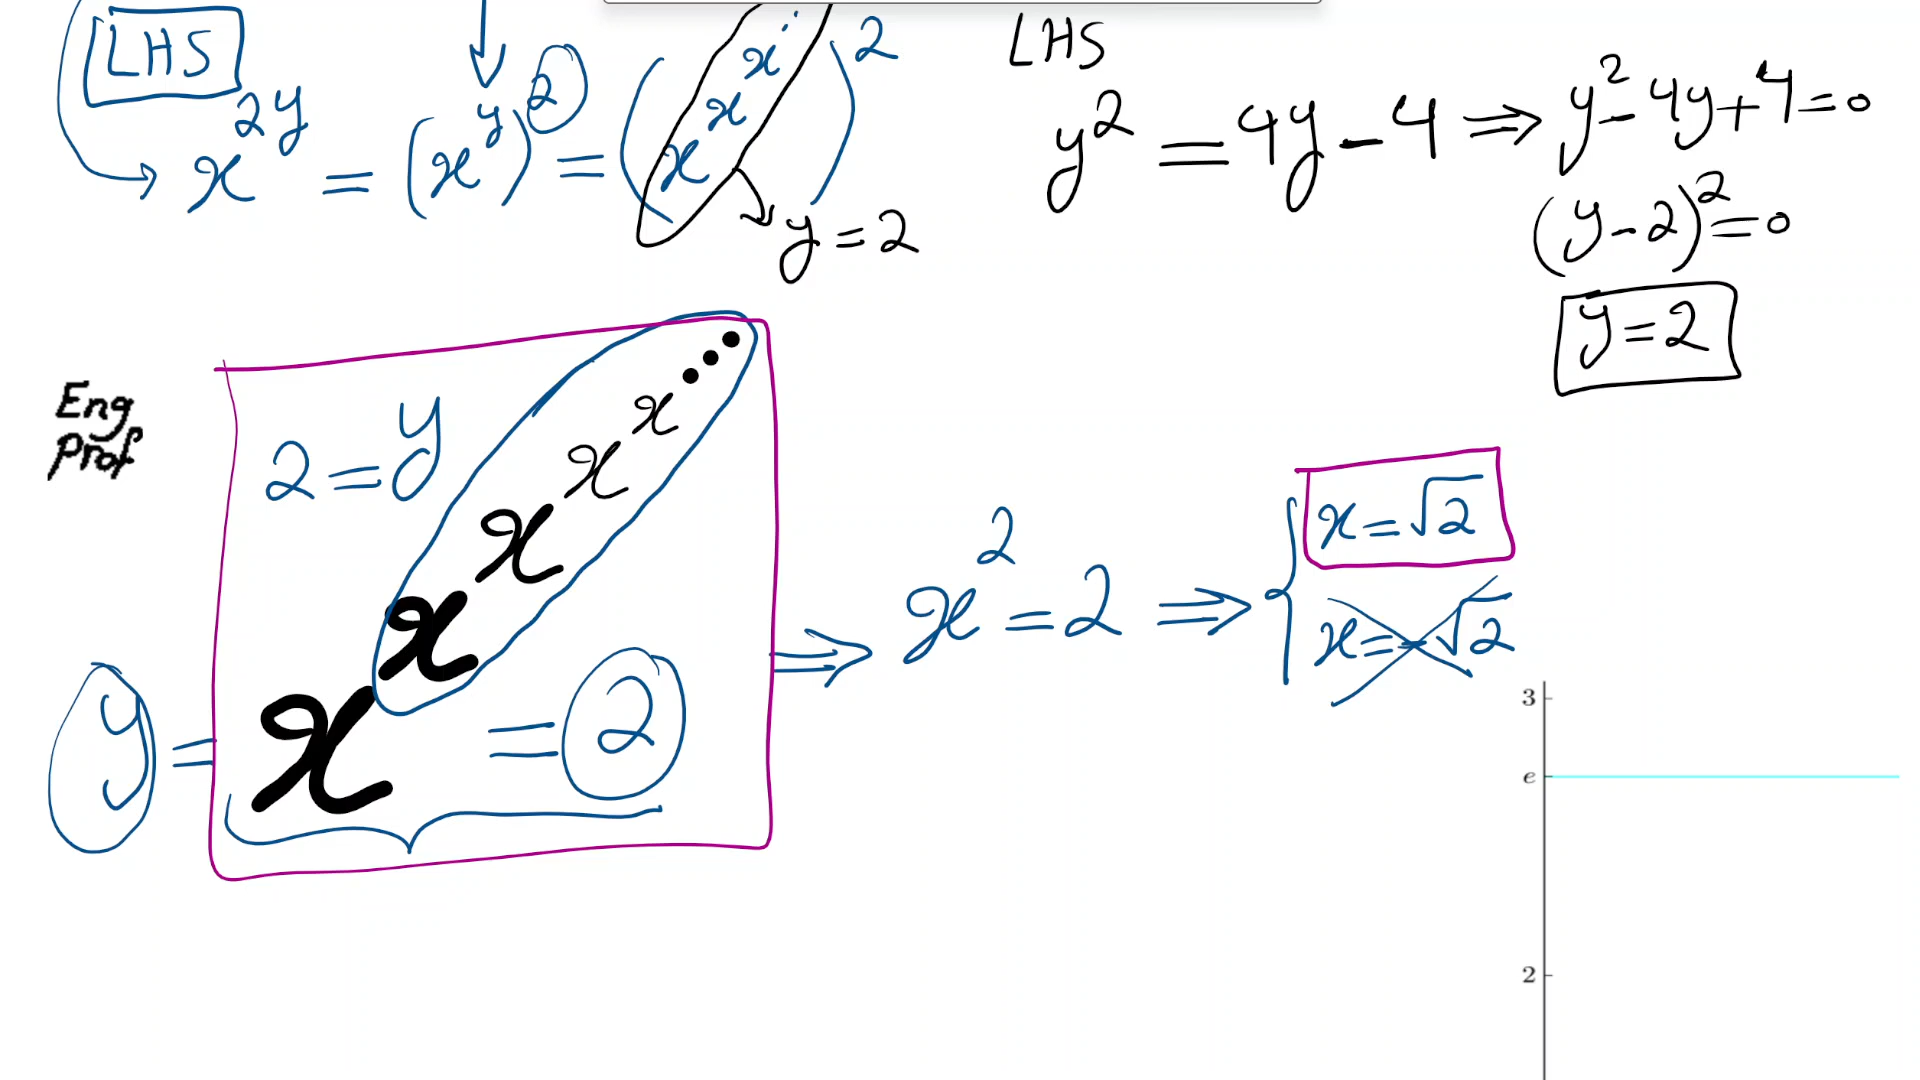 LHS
x^{2y} = (x^y)^2 = (x^{x^{x^{.}}})^2
y = 2
LHS
y^2 = 4y - 4 ⇒ y^2 - 4y + 4 = 0
(y - 2)^2 = 0
y = 2
Eng
Prof
2 = y
y = x^{x^{x^{x^{x^{...}}}}} = 2
⇒ x^2 = 2 ⇒ { x = √2
x = -√2
3
e
2